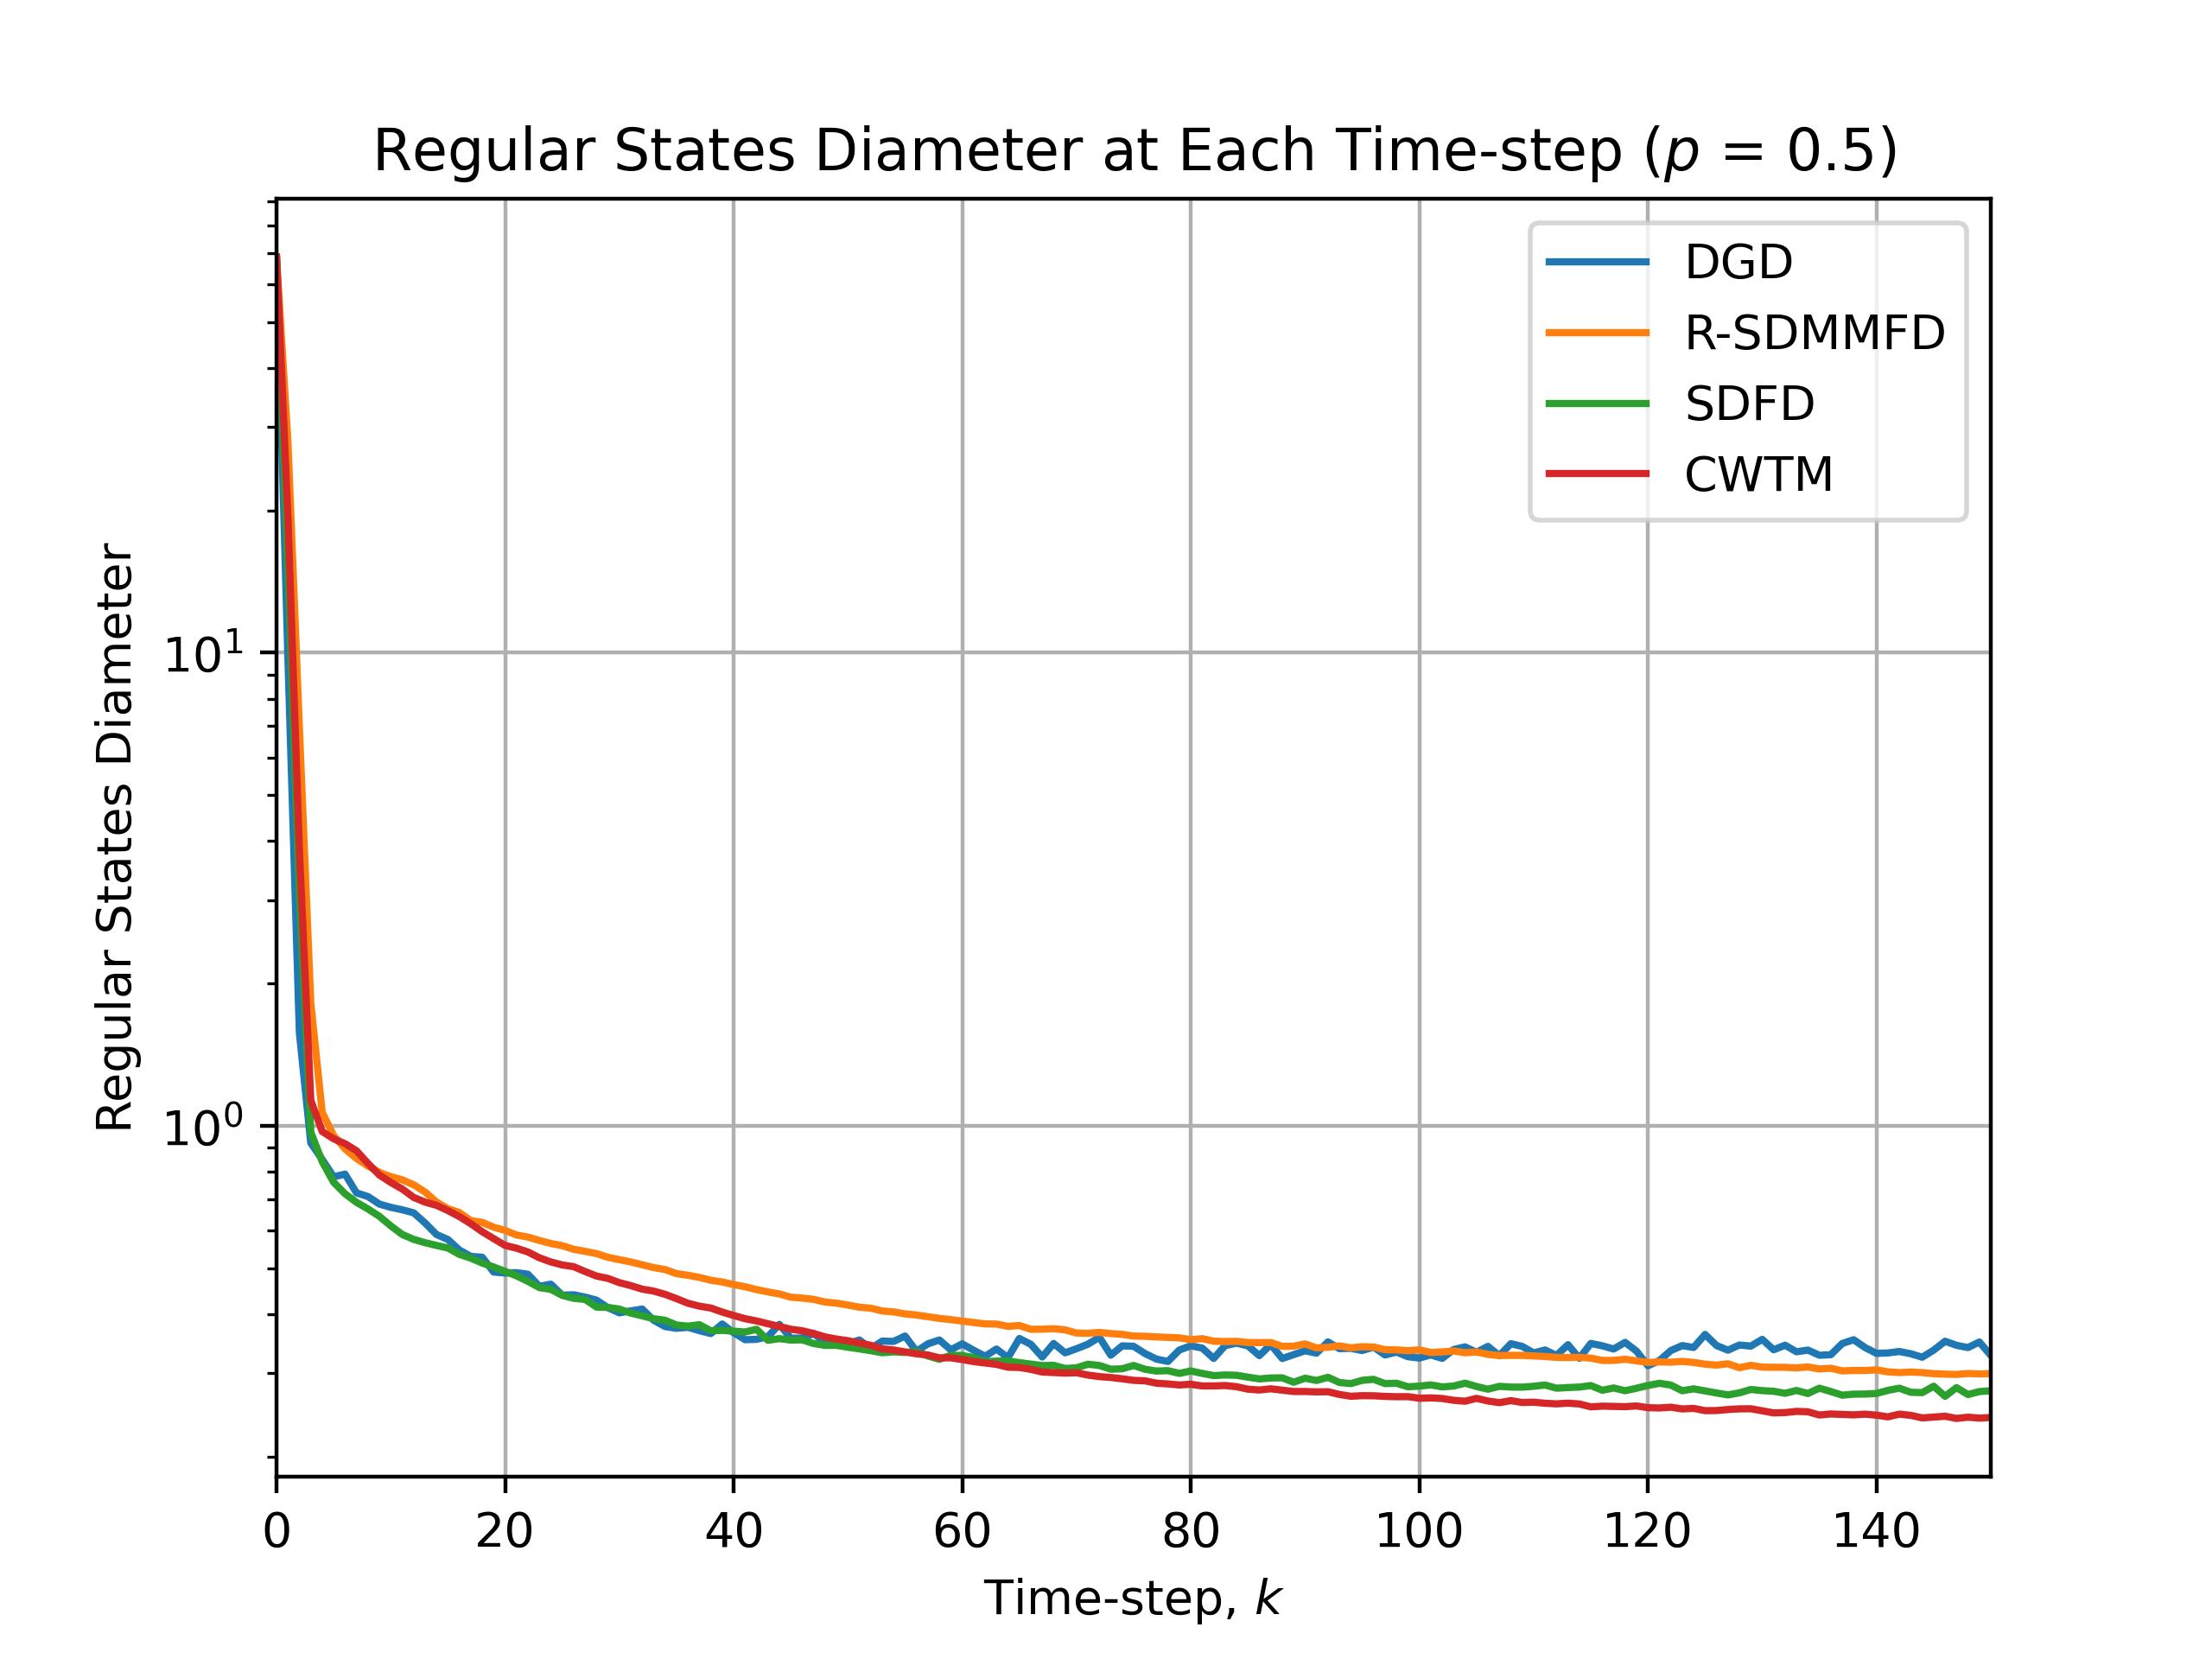 Regular States Diameter at Each Time-step (p = 0.5)
DGD
R-SDMMFD
SDFD
CWTM
Regular States Diameter
10¹
10⁰
0 20 40 60 80 100 120 140
Time-step, k